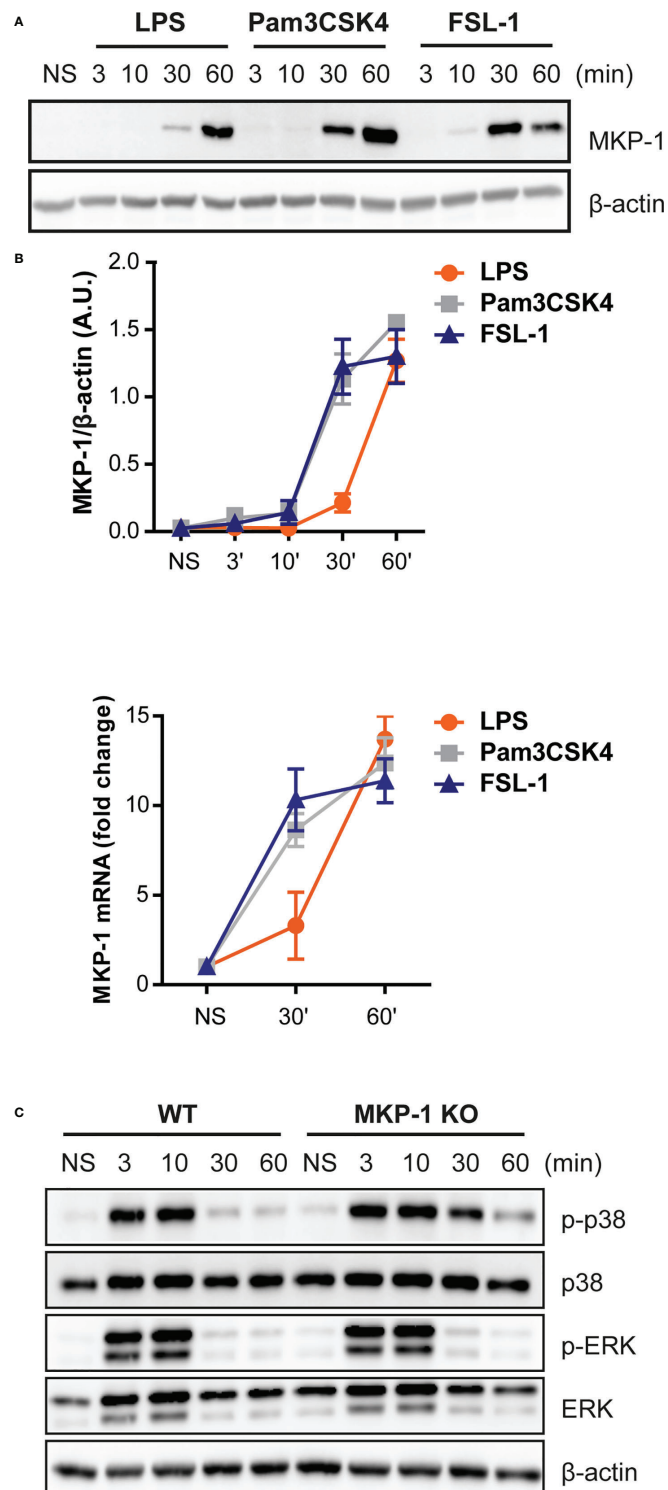 A
LPS Pam3CSK4 FSL-1
NS 3 10 30 60 3 10 30 60 3 10 30 60 (min)
MKP-1
β-actin
B
MKP-1/β-actin (A.U.)
2.0
1.5
1.0
0.5
0.0
NS 3' 10' 30' 60'
LPS
Pam3CSK4
FSL-1
MKP-1 mRNA (fold change)
15
10
5
0
NS 30' 60'
LPS
Pam3CSK4
FSL-1
C
WT MKP-1 KO
NS 3 10 30 60 NS 3 10 30 60 (min)
p-p38
p38
p-ERK
ERK
β-actin